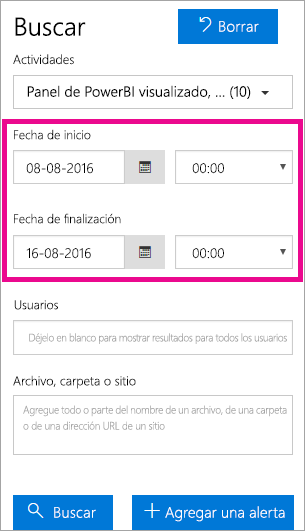 Buscar
Borrar
Actividades
Panel de PowerBI visualizado, ... (10)
Fecha de inicio
08-08-2016
00:00
Fecha de finalización
16-08-2016
00:00
Usuarios
Déjelo en blanco para mostrar resultados para todos los usuarios
Archivo, carpeta o sitio
Agregue todo o parte del nombre de un archivo, de una carpeta
o de una dirección URL de un sitio
Buscar
Agregar una alerta